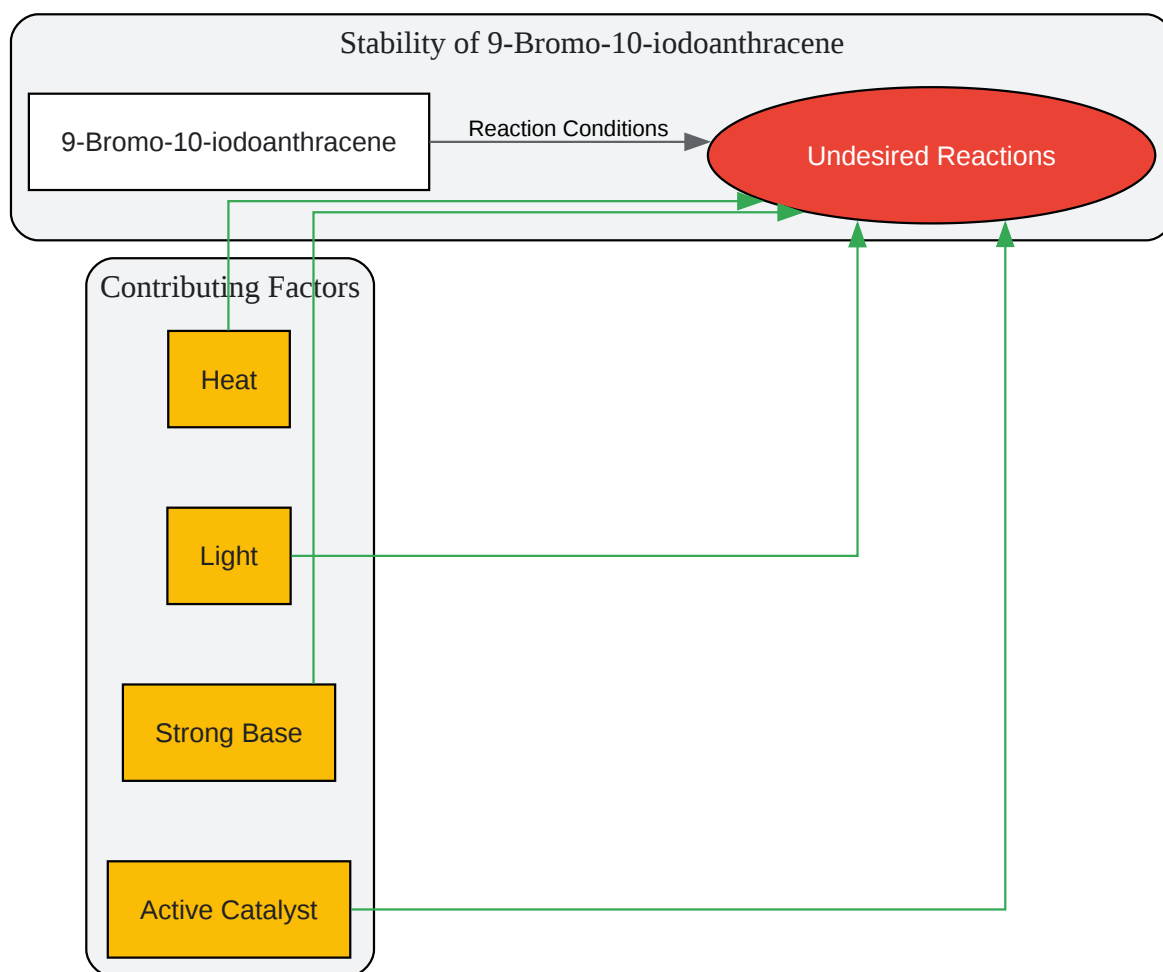 Stability of 9-Bromo-10-iodoanthracene
9-Bromo-10-iodoanthracene
Reaction Conditions
Undesired Reactions
Contributing Factors
Heat
Light
Strong Base
Active Catalyst